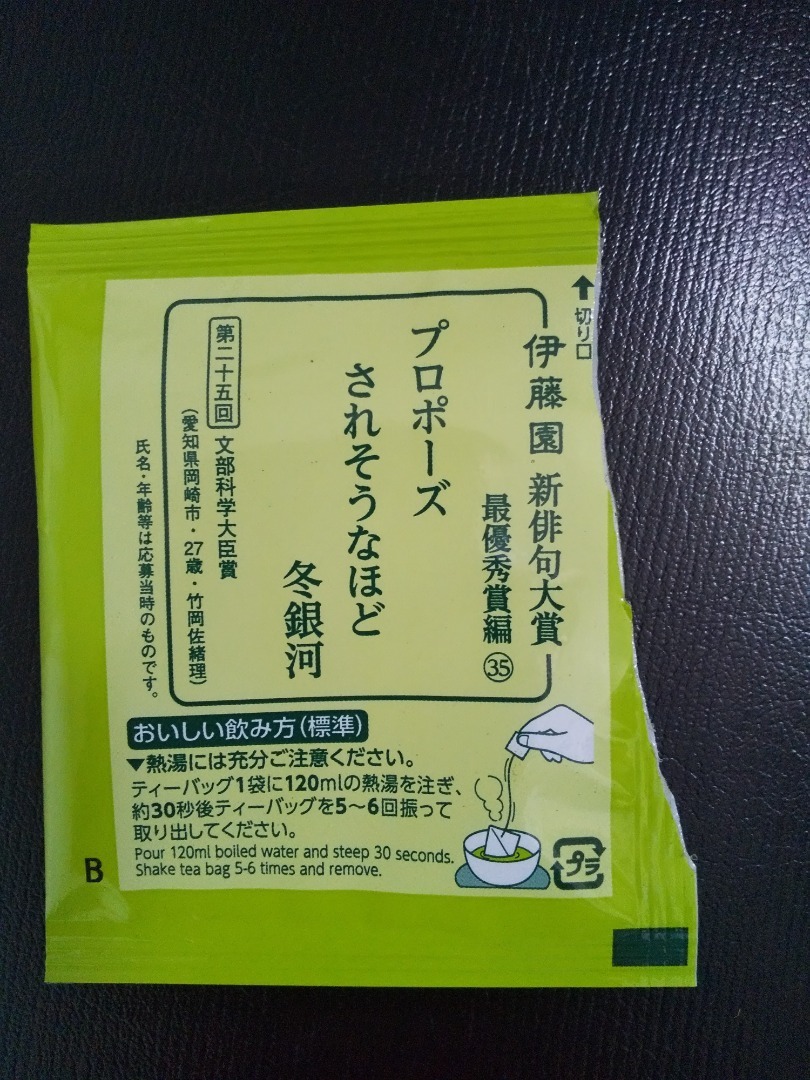 切り口
伊藤園 新俳句大賞
最優秀賞編 ㉟
プロポーズ
されそうなほど
冬銀河
第二十五回 文部科学大臣賞
(愛知県岡崎市・27歳・竹岡佐緒理)
氏名・年齢等は応募当時のものです。
おいしい飲み方(標準)
▼熱湯には充分ご注意ください。
ティーバッグ1袋に120mlの熱湯を注ぎ、
約30秒後ティーバッグを5〜6回振って
取り出してください。
Pour 120ml boiled water and steep 30 seconds.
Shake tea bag 5-6 times and remove.
プラ
B